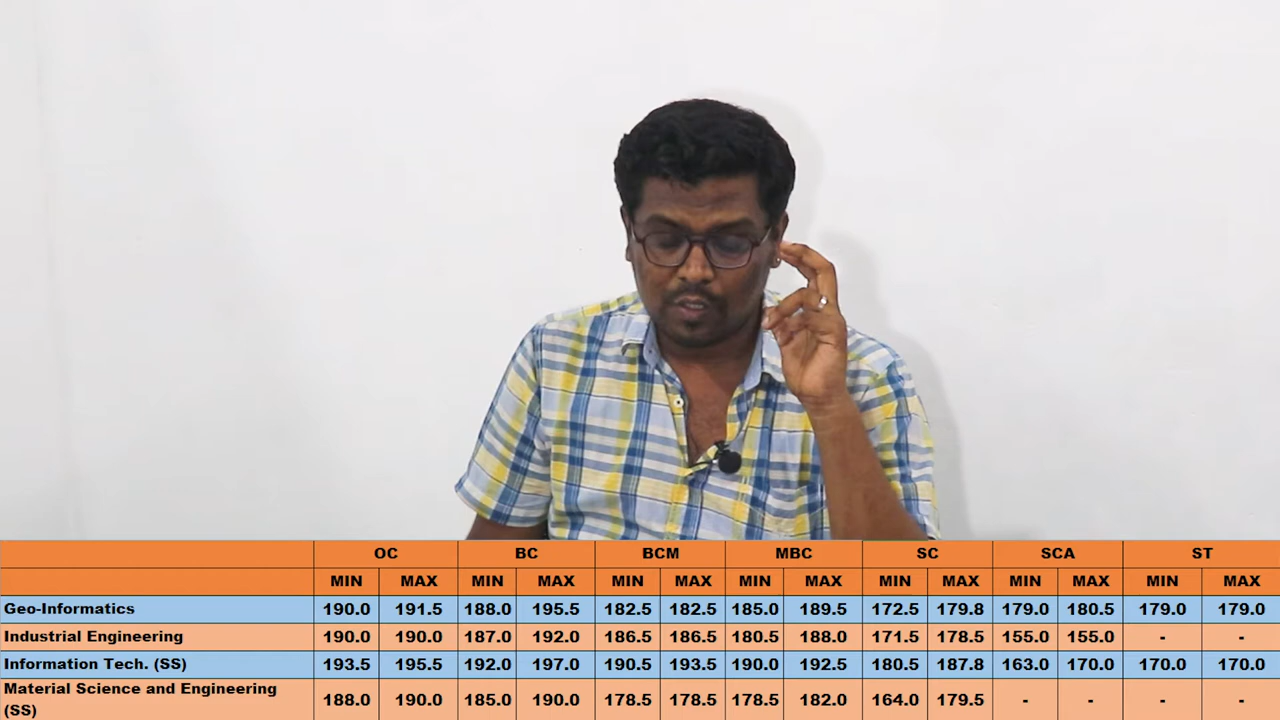 OC BC BCM MBC SC SCA ST
MIN MAX MIN MAX MIN MAX MIN MAX MIN MAX MIN MAX MIN MAX
Geo-Informatics 190.0 191.5 188.0 195.5 182.5 182.5 185.0 189.5 172.5 179.8 179.0 180.5 179.0 179.0
Industrial Engineering 190.0 190.0 187.0 192.0 186.5 186.5 180.5 188.0 171.5 178.5 155.0 155.0 - -
Information Tech. (SS) 193.5 195.5 192.0 197.0 190.5 193.5 190.0 192.5 180.5 187.8 163.0 170.0 170.0 170.0
Material Science and Engineering
(SS) 188.0 190.0 185.0 190.0 178.5 178.5 178.5 182.0 164.0 179.5 - - - -